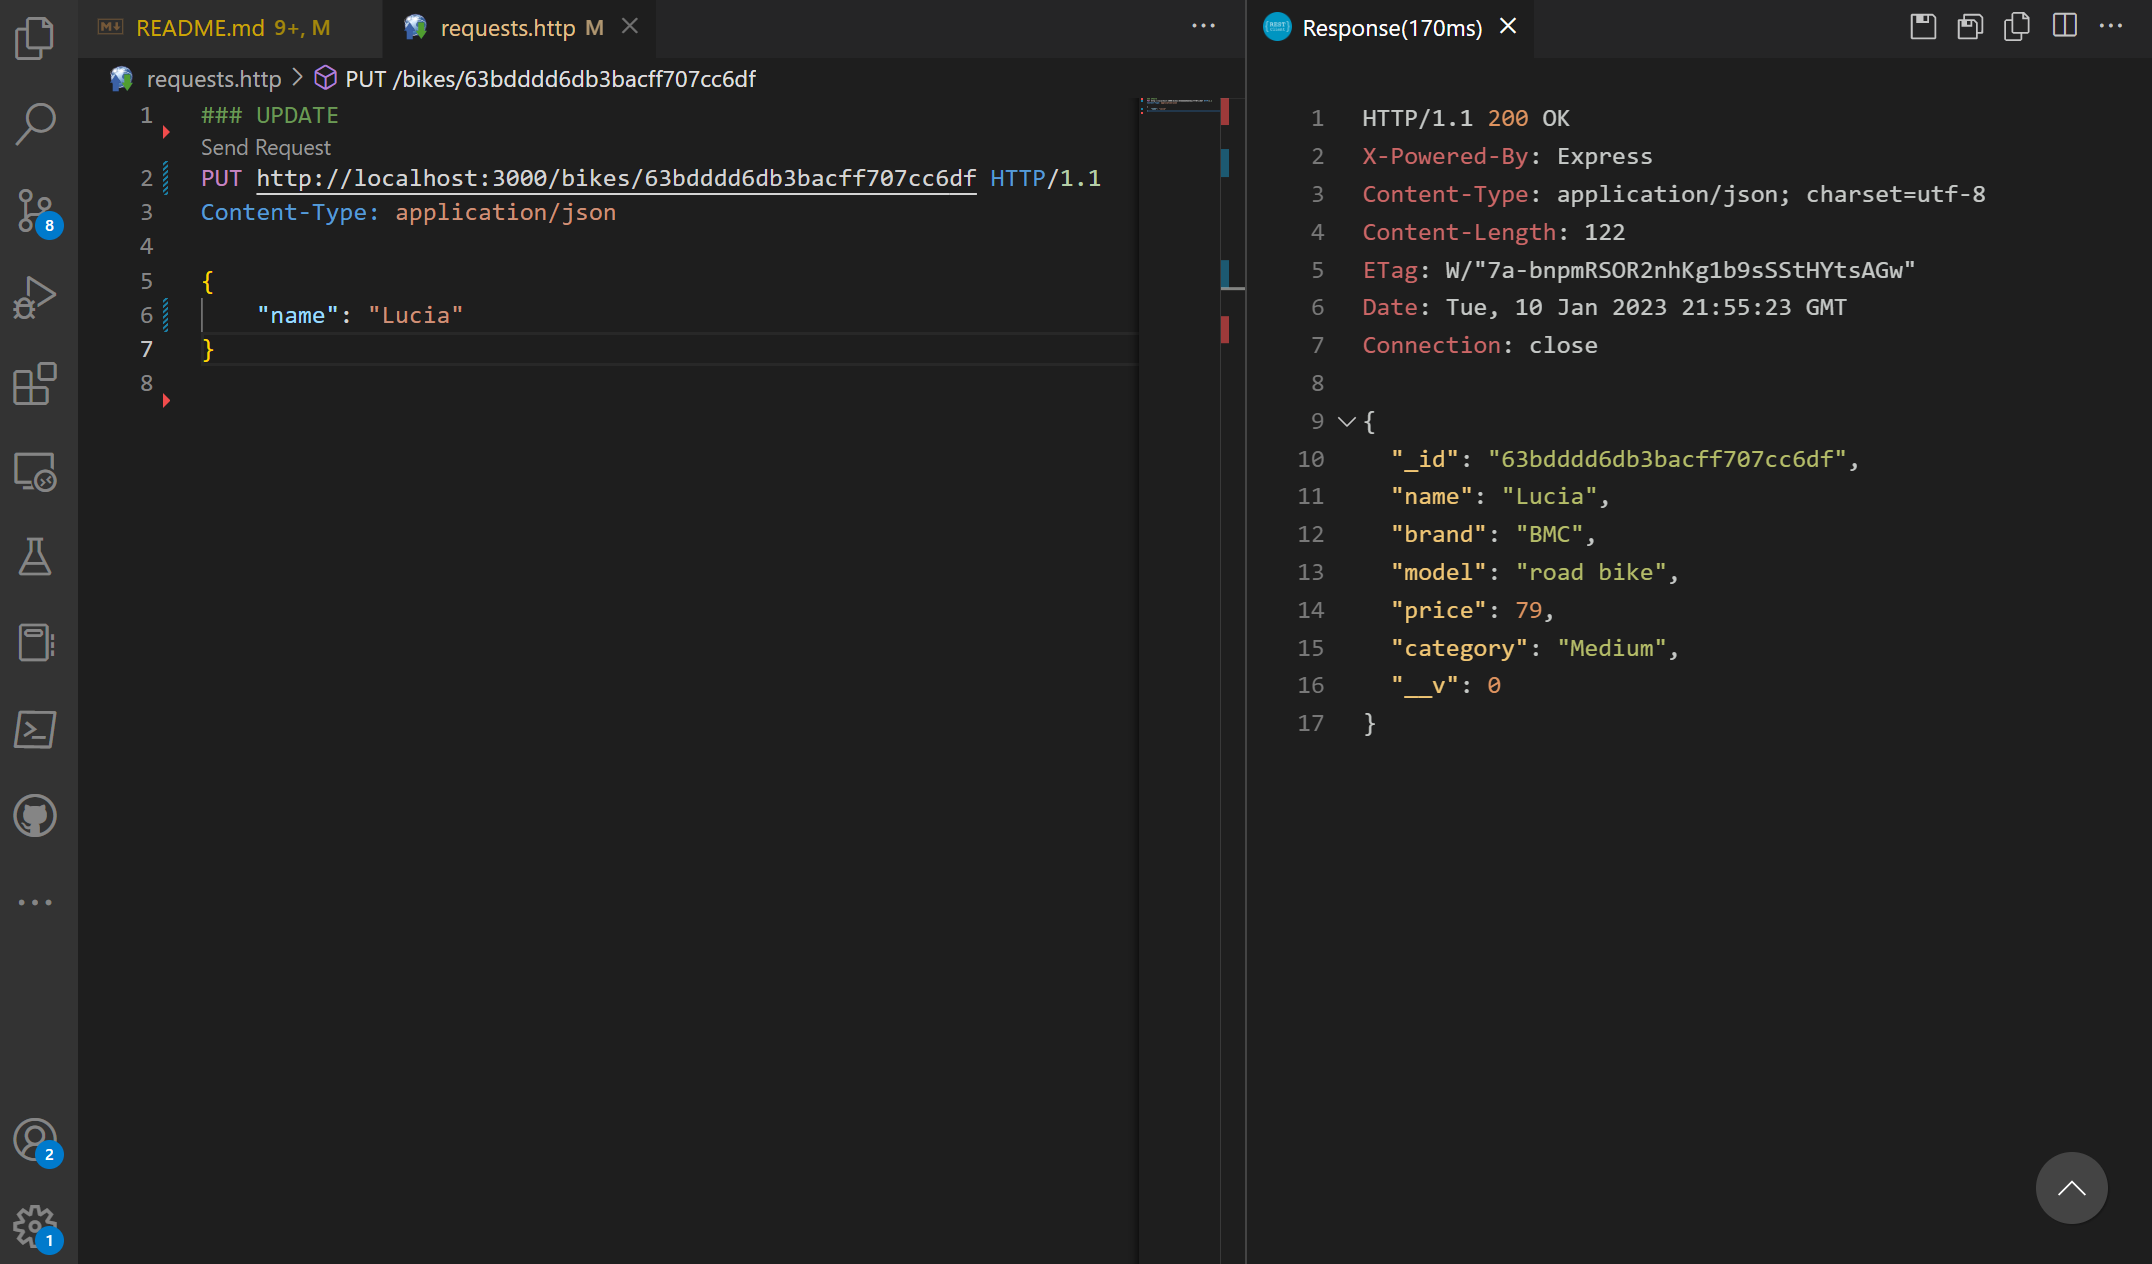 README.md 9+, M
requests.http M
requests.http > PUT /bikes/63bdddd6db3bacff707cc6df
1 ### UPDATE
Send Request
2 PUT http://localhost:3000/bikes/63bdddd6db3bacff707cc6df HTTP/1.1
3 Content-Type: application/json
4
5 {
6 "name": "Lucia"
7 }
8
8
2
1
Response(170ms)
1 HTTP/1.1 200 OK
2 X-Powered-By: Express
3 Content-Type: application/json; charset=utf-8
4 Content-Length: 122
5 ETag: W/"7a-bnpmRSOR2nhKg1b9sSStHYtsAGw"
6 Date: Tue, 10 Jan 2023 21:55:23 GMT
7 Connection: close
8
9 {
10 "_id": "63bdddd6db3bacff707cc6df",
11 "name": "Lucia",
12 "brand": "BMC",
13 "model": "road bike",
14 "price": 79,
15 "category": "Medium",
16 "__v": 0
17 }